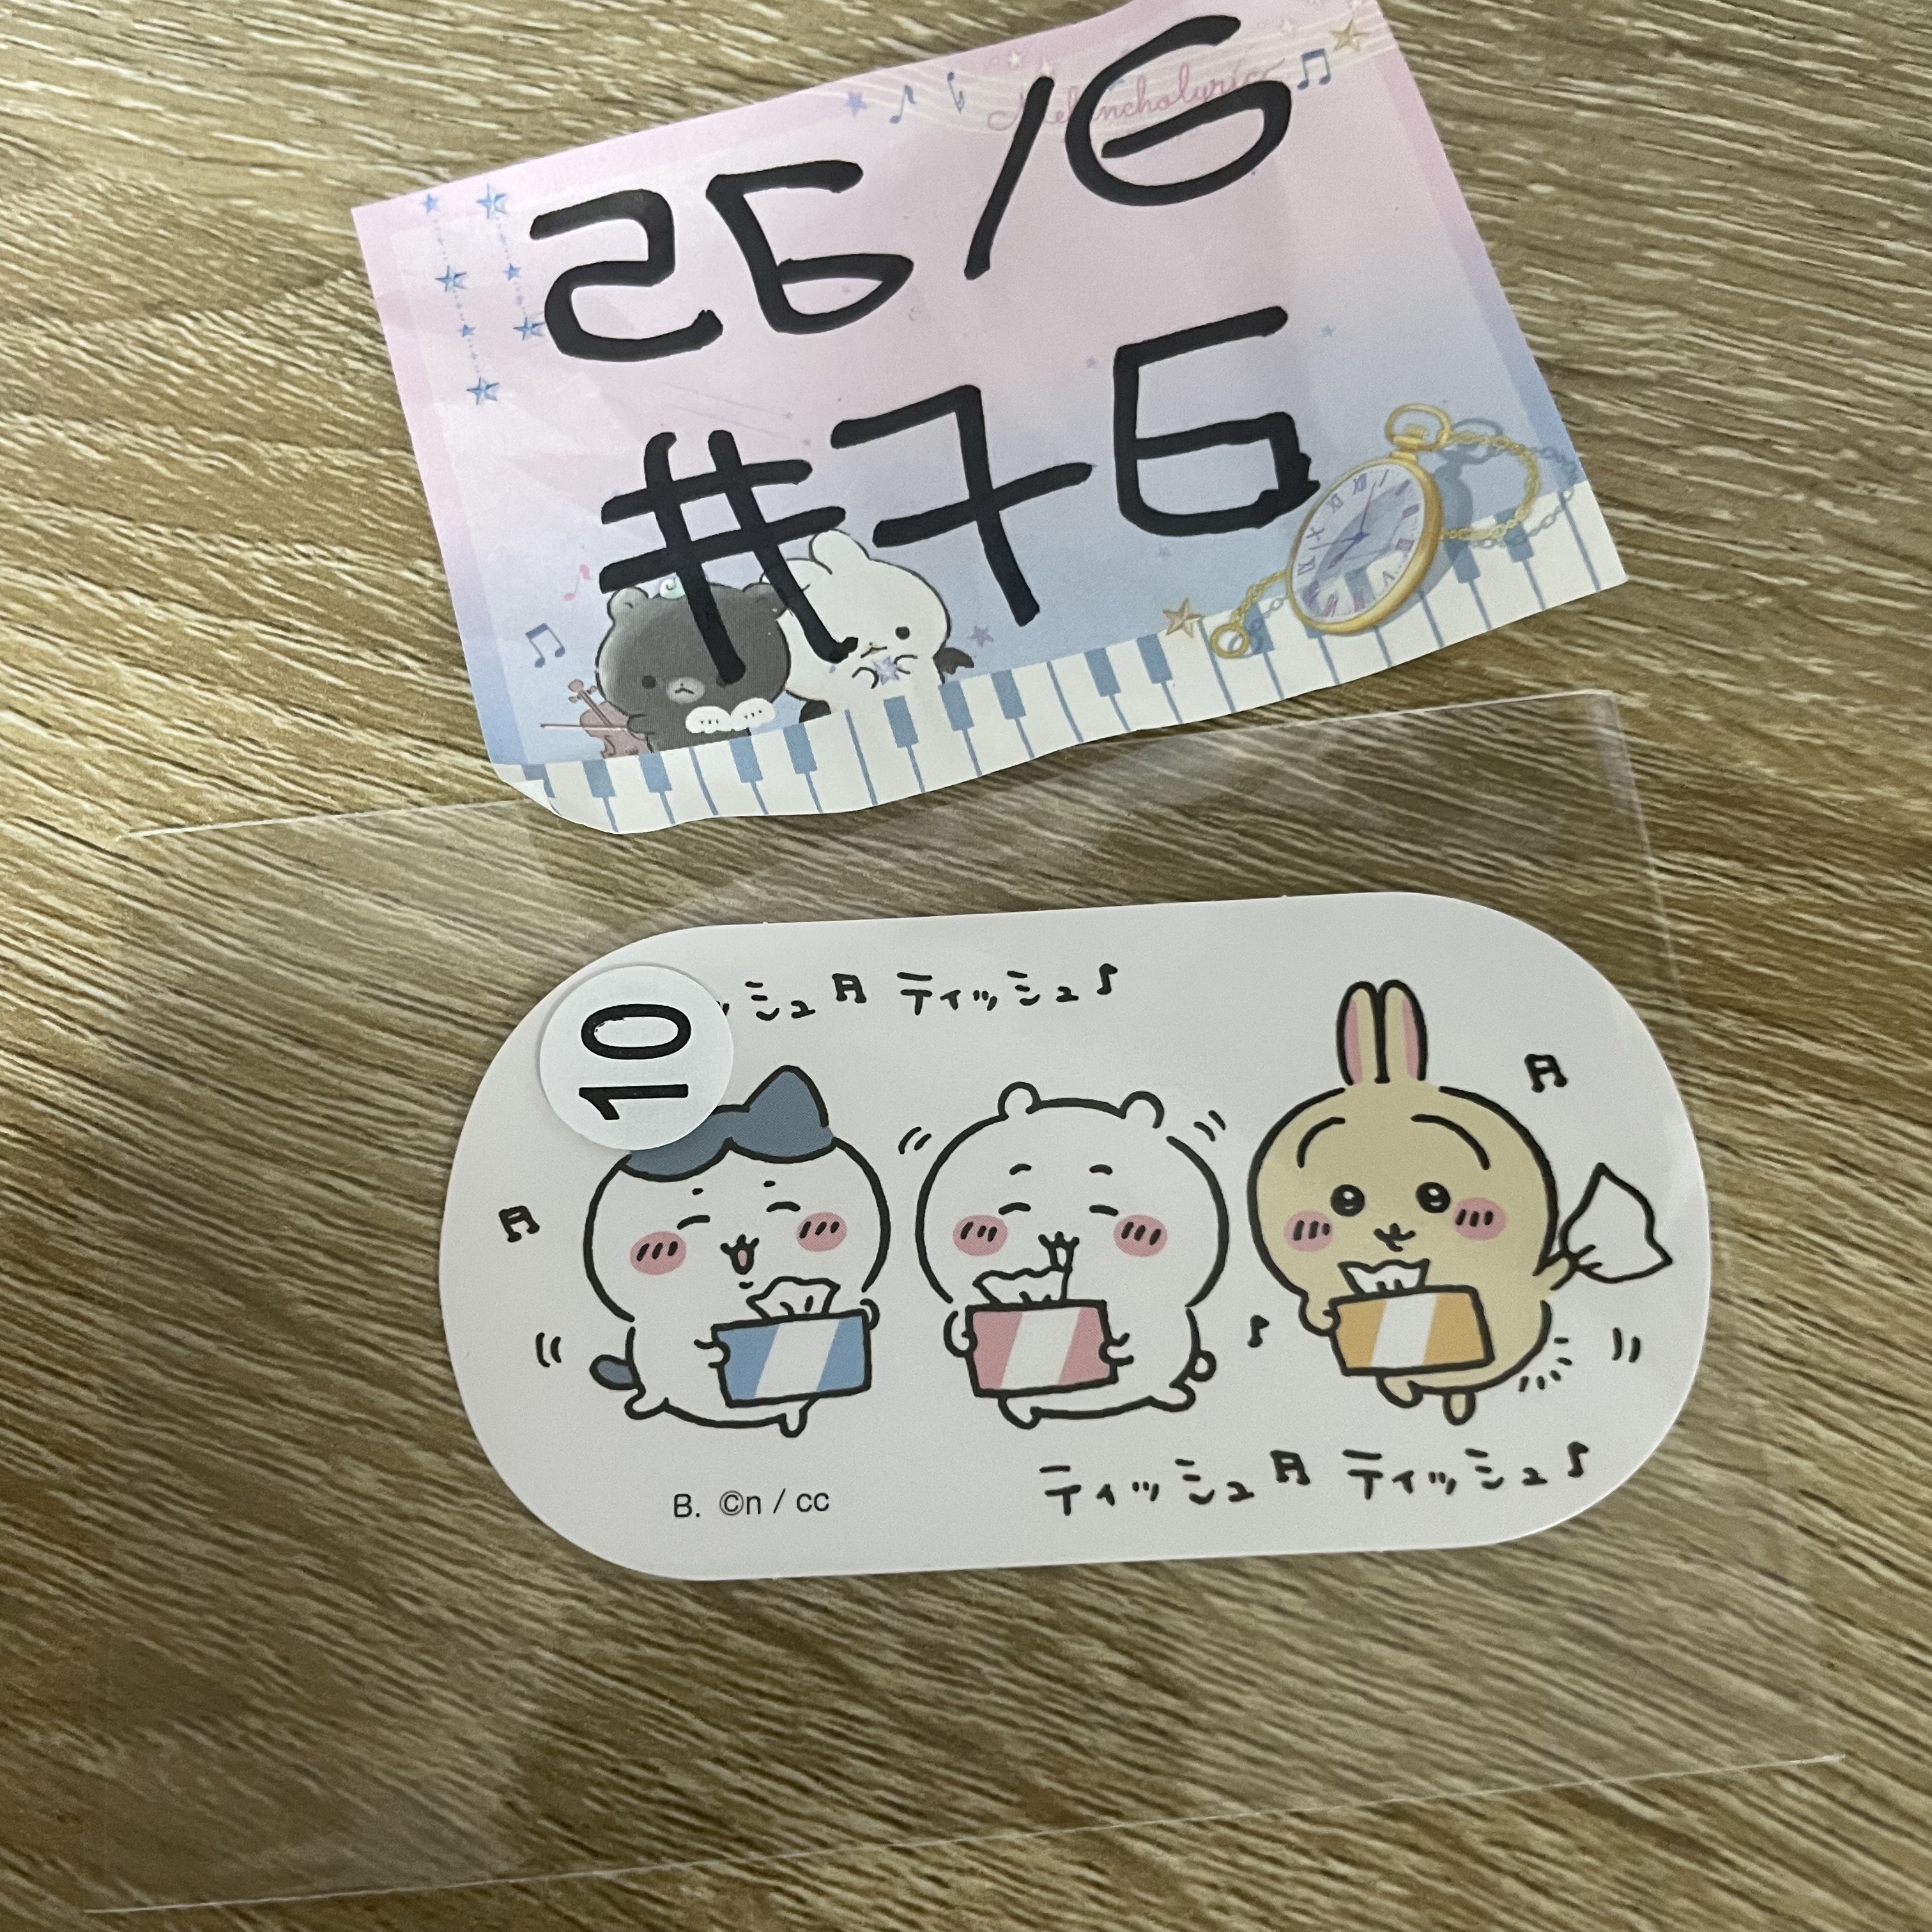 Melancholyrico
26/6
#76
10
ッシュ♫ ティッシュ♪
ティッシュ♫ ティッシュ♪
B. ©n / cc